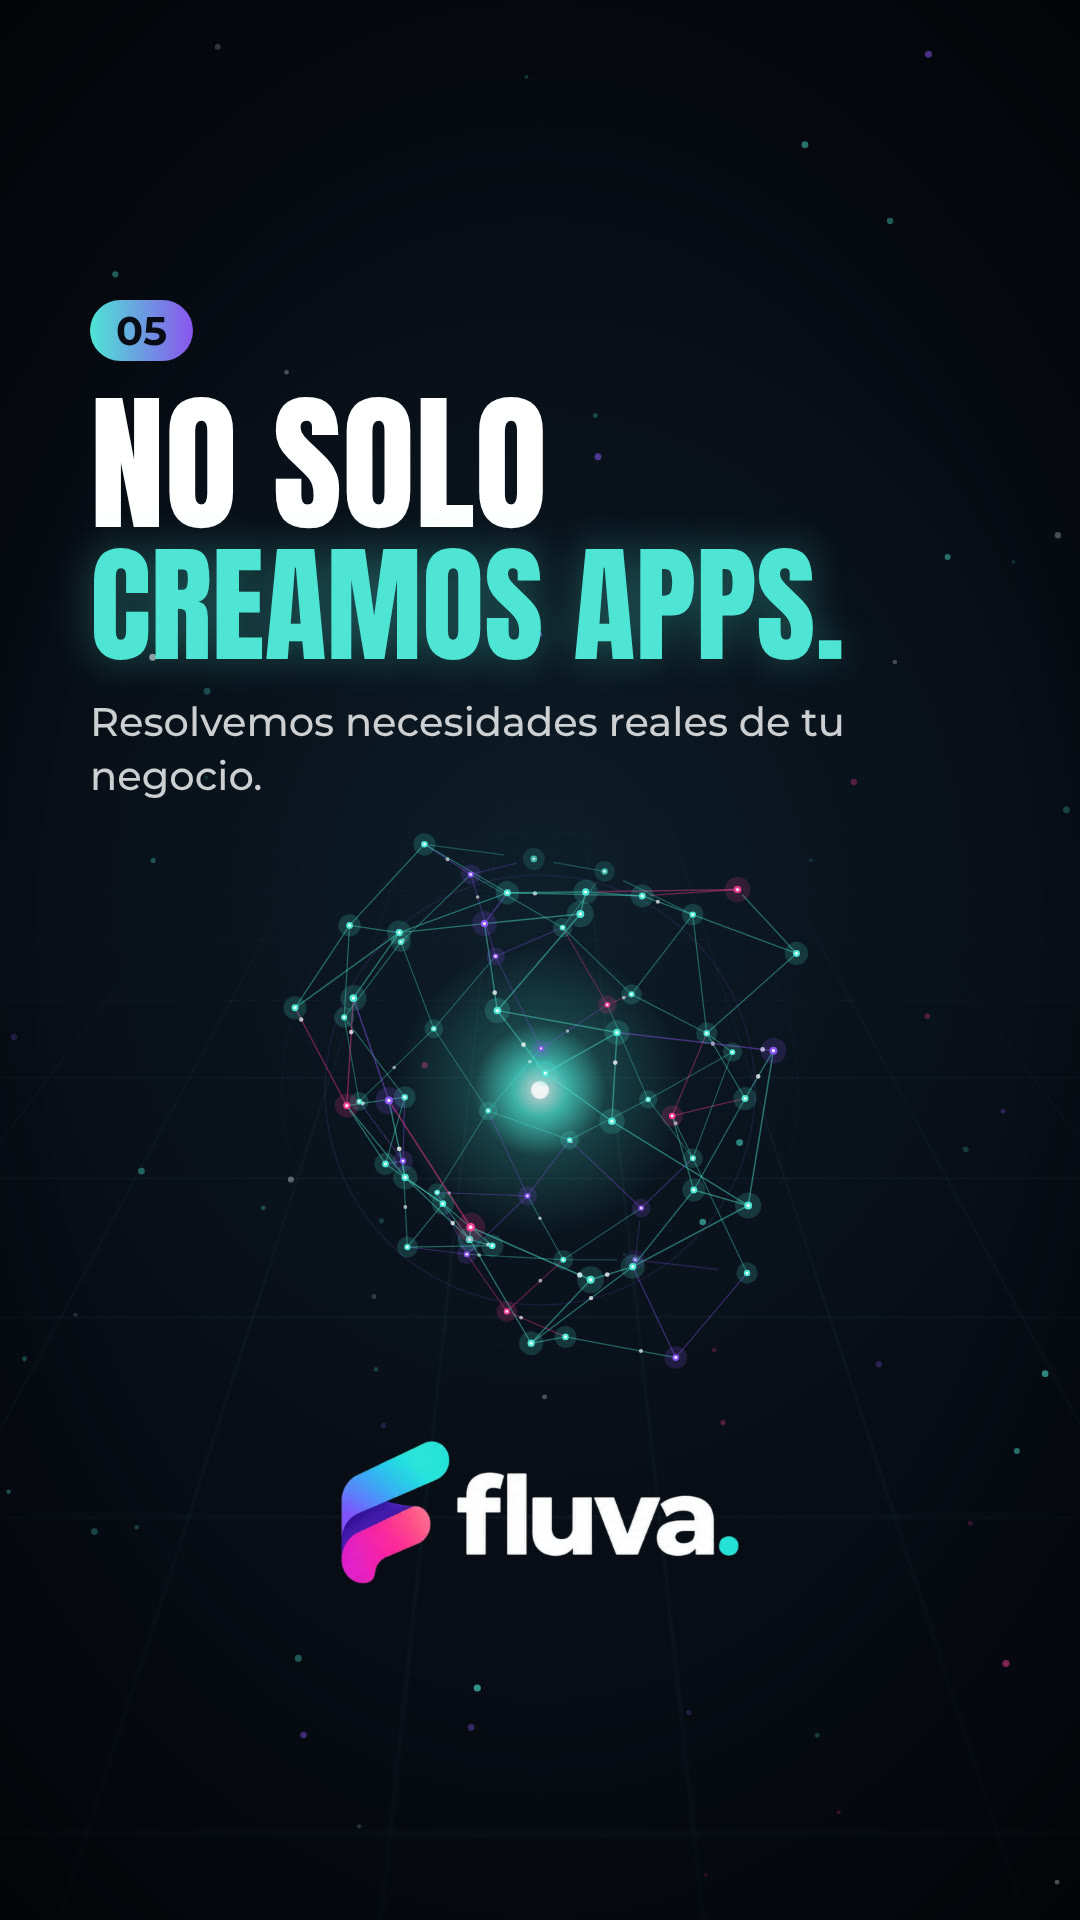 05
NO SOLO
CREAMOS APPS.
Resolvemos necesidades reales de tu
negocio.
fluva.